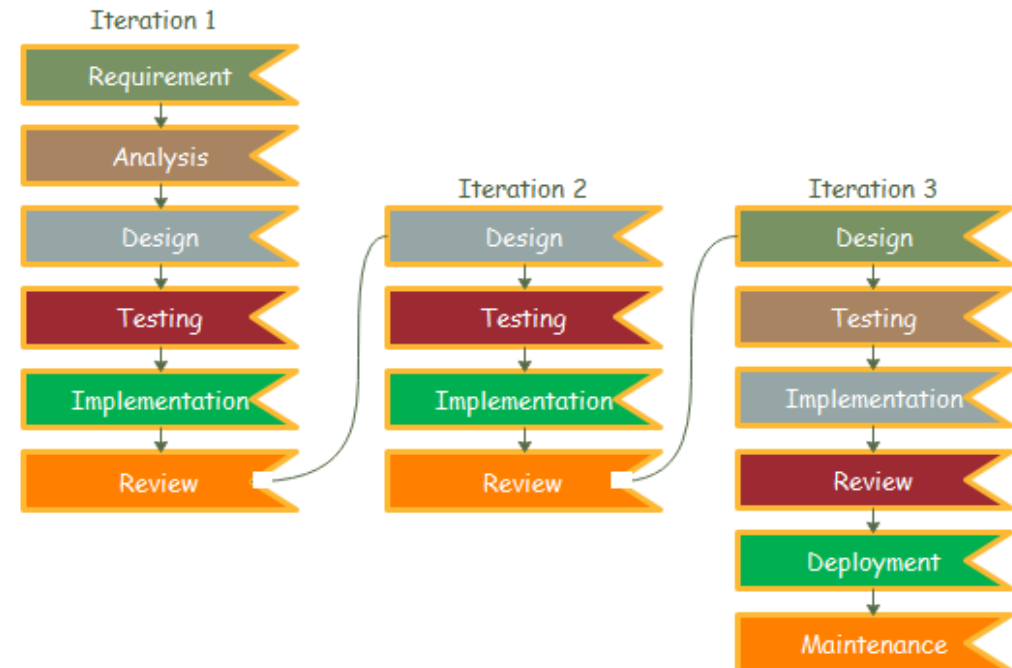 Iteration 1
Requirement
Analysis
Design
Testing
Implementation
Review
Iteration 2
Design
Testing
Implementation
Review
Iteration 3
Design
Testing
Implementation
Review
Deployment
Maintenance